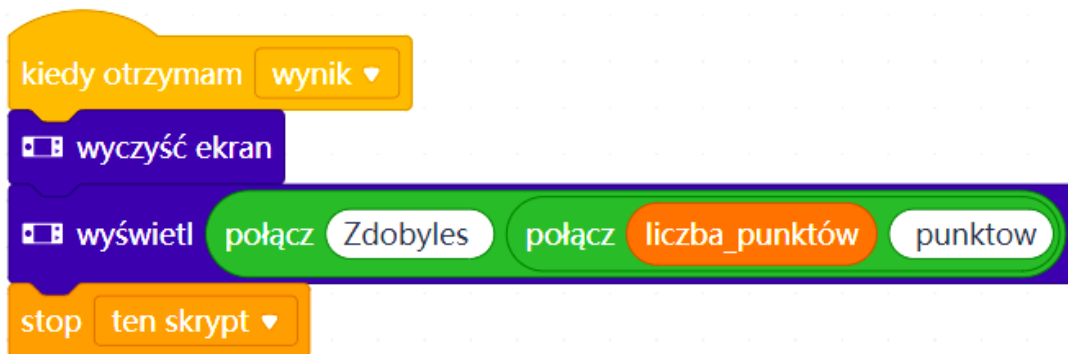 kiedy otrzymam wynik
wyczyść ekran
wyświetl połącz Zdobyles połącz liczba_punktów punktow
stop ten skrypt